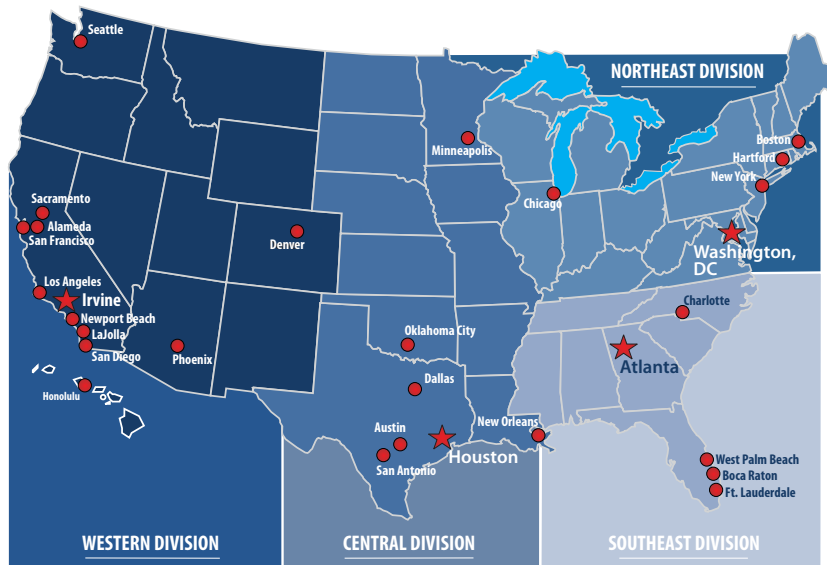 Seattle
NORTHEAST DIVISION
Minneapolis
Boston
Hartford
New York
Chicago
Sacramento
Alameda
San Francisco
Denver
Washington,
DC
Los Angeles
Irvine
Newport Beach
LaJolla
San Diego
Phoenix
Oklahoma City
Charlotte
Atlanta
Honolulu
Dallas
New Orleans
Austin
Houston
San Antonio
West Palm Beach
Boca Raton
Ft. Lauderdale
WESTERN DIVISION
CENTRAL DIVISION
SOUTHEAST DIVISION